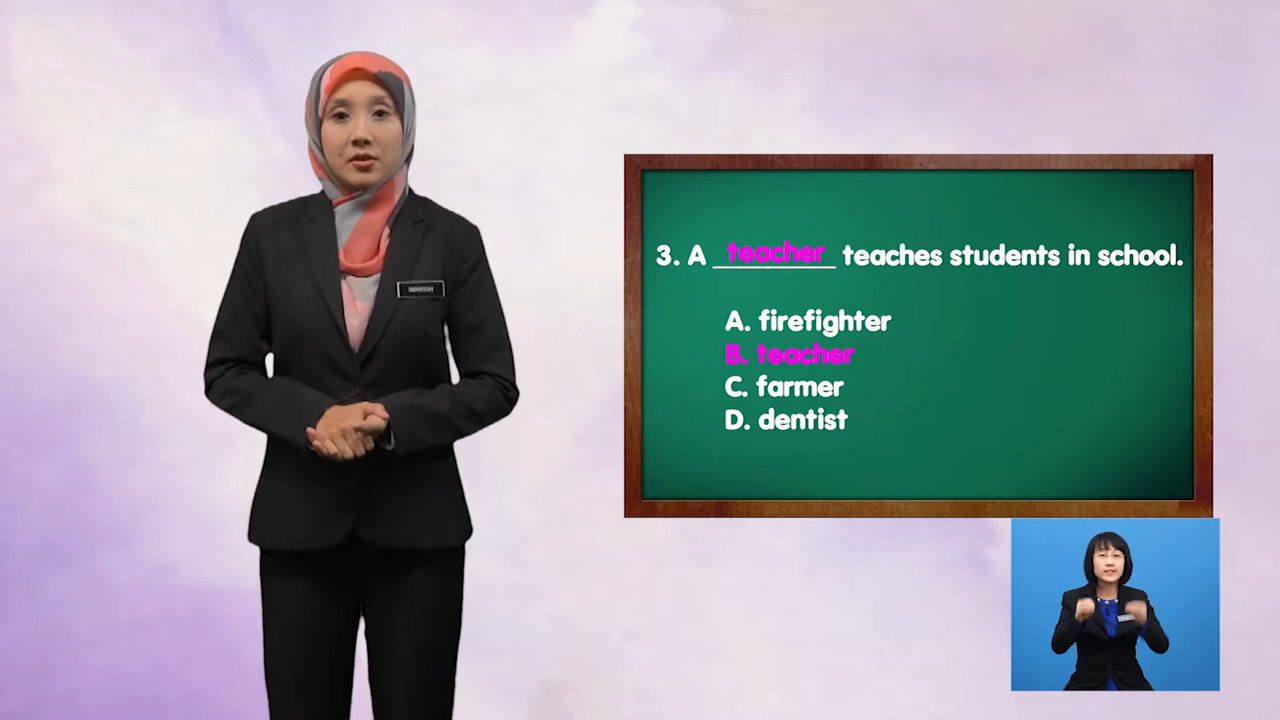 3. A teacher teaches students in school.
A. firefighter
B. teacher
C. farmer
D. dentist